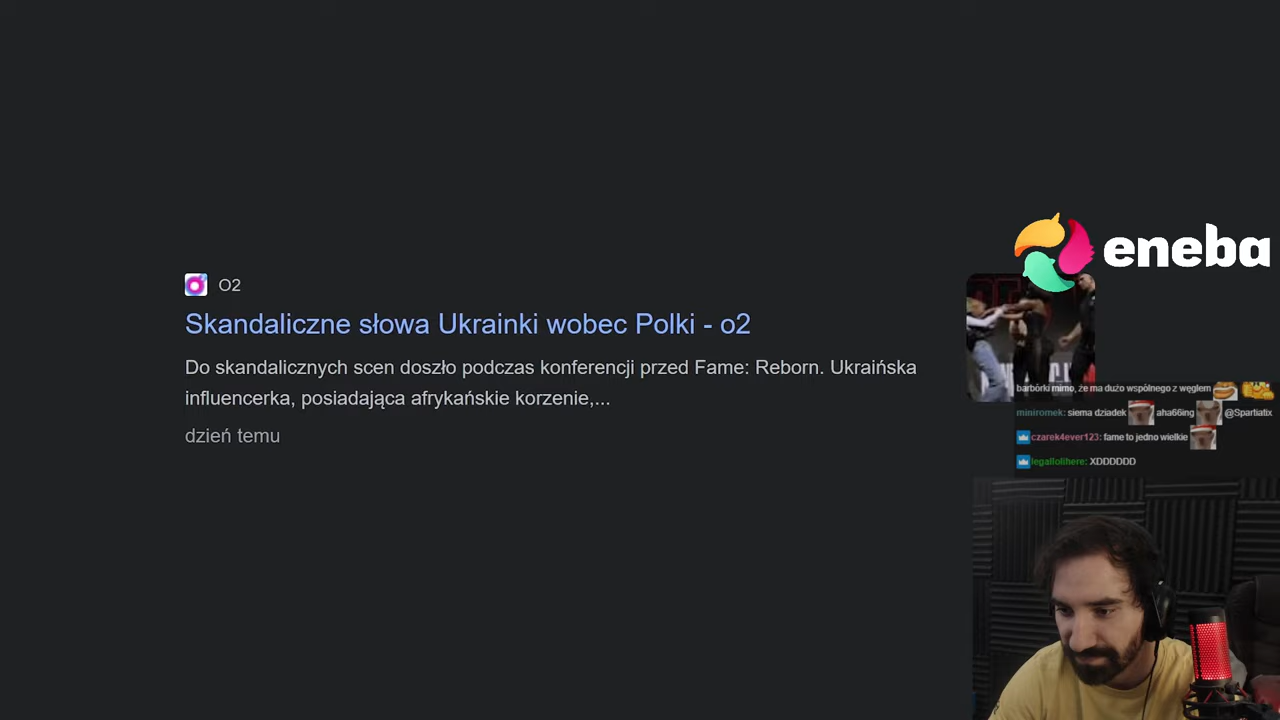 O2
Skandaliczne słowa Ukrainki wobec Polki - o2
Do skandalicznych scen doszło podczas konferencji przed Fame: Reborn. Ukraińska
influencerka, posiadająca afrykańskie korzenie,...
dzień temu
eneba
barbórki mimo, że ma dużo wspólnego z węglem
miniromek: siema dziadek aha66ing @Spartiatix
czarek4ever123: fame to jedno wielkie
legallolihere: XDDDDDD